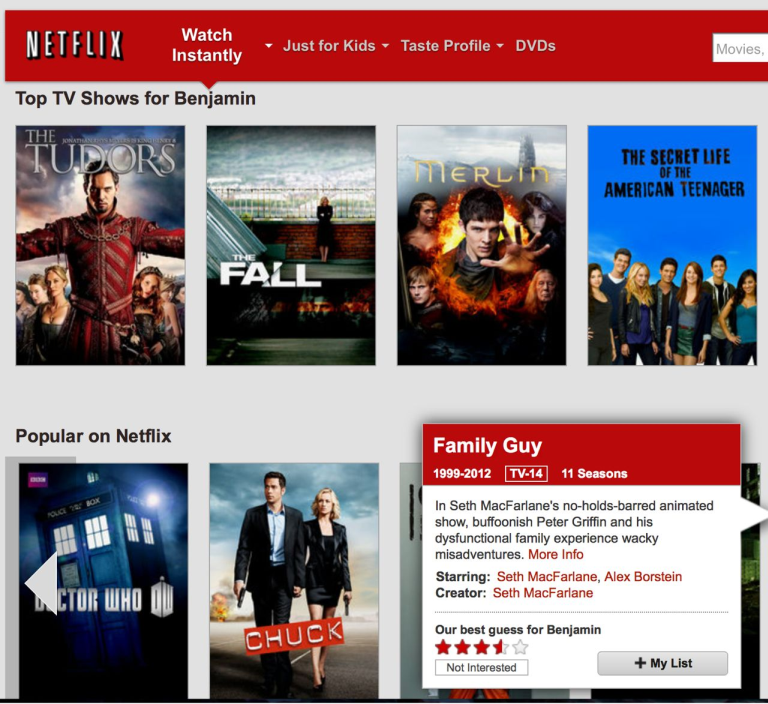 NETFLIX
Watch Instantly
Just for Kids
Taste Profile
DVDs
Movies,
Top TV Shows for Benjamin
THE
TUDORS
THE
FALL
MERLIN
THE SECRET LIFE
OF THE
AMERICAN TEENAGER
Popular on Netflix
BBC
POLICE BOX
DOCTOR WHO DW
CHUCK
Family Guy
1999-2012 TV-14 11 Seasons
In Seth MacFarlane's no-holds-barred animated
show, buffoonish Peter Griffin and his
dysfunctional family experience wacky
misadventures. More Info
Starring: Seth MacFarlane, Alex Borstein
Creator: Seth MacFarlane
Our best guess for Benjamin
Not Interested
+ My List